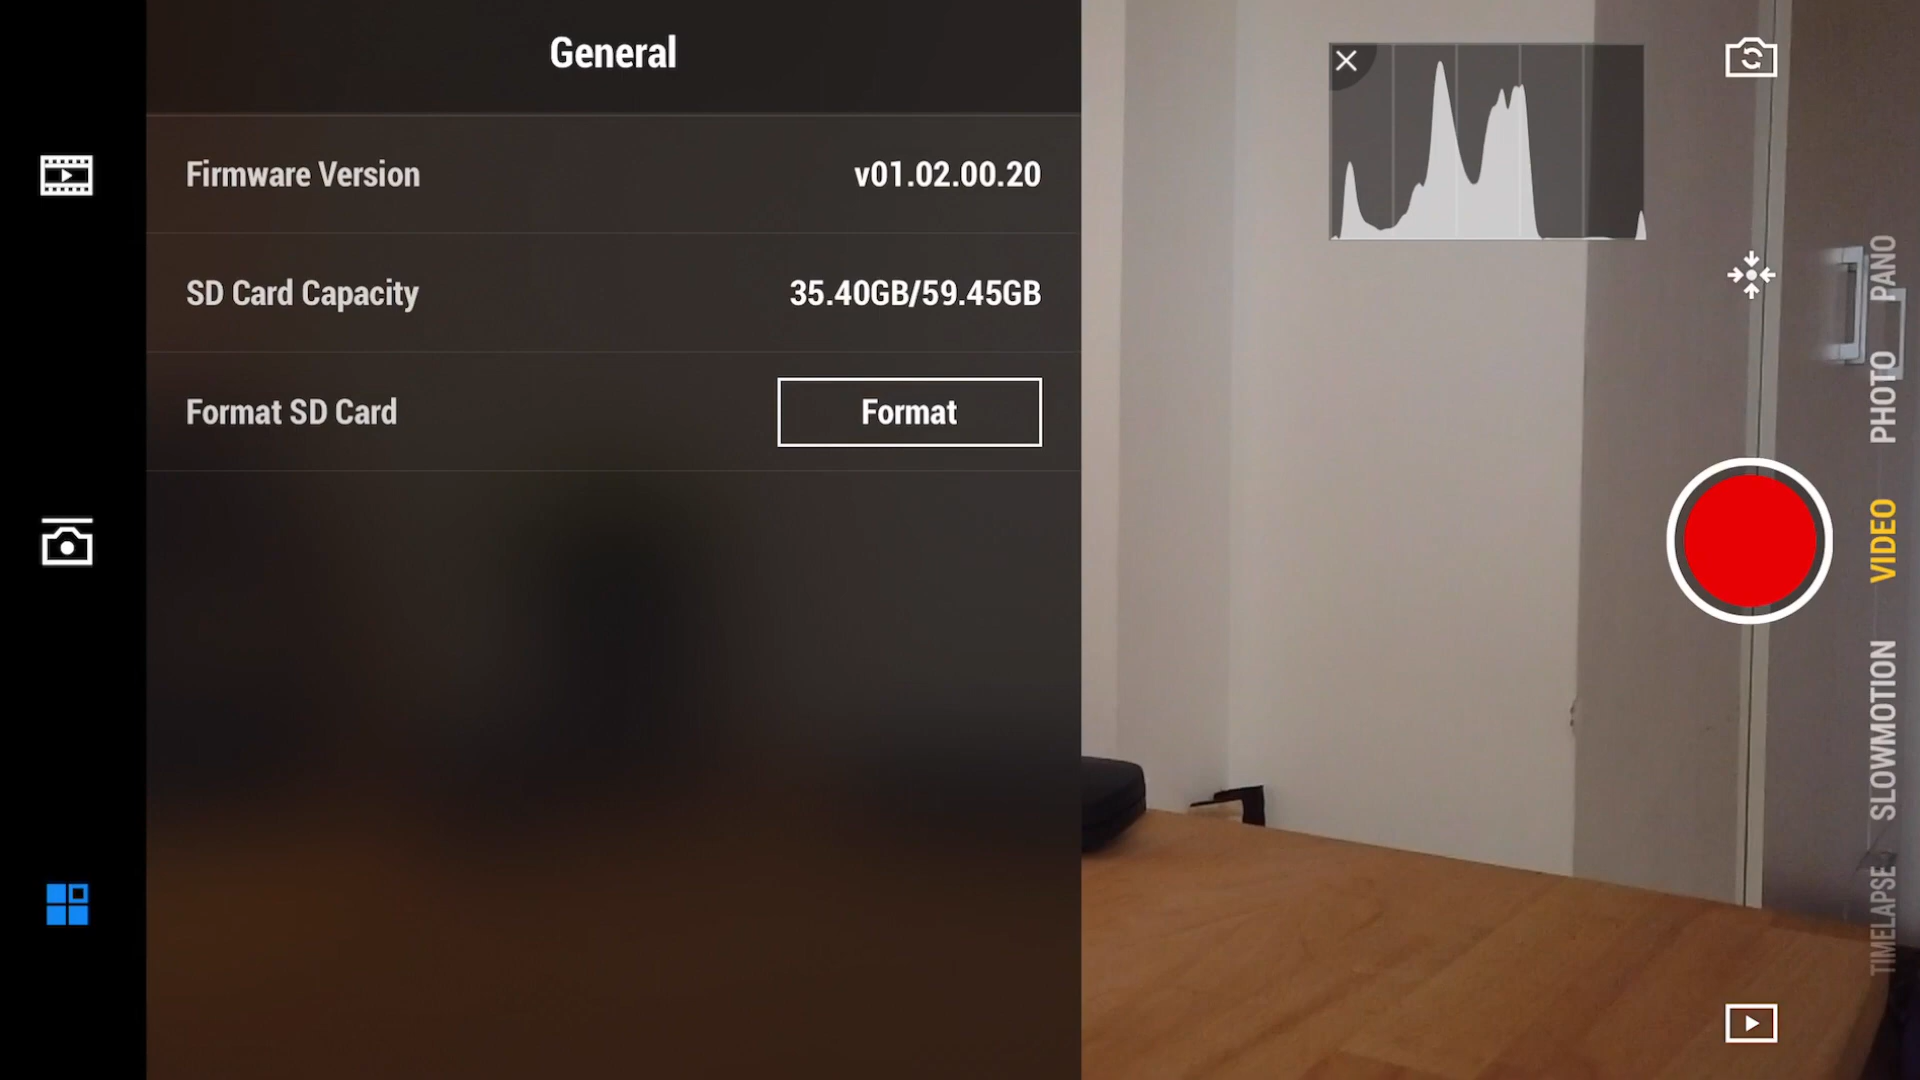 General
Firmware Version v01.02.00.20
SD Card Capacity 35.40GB/59.45GB
Format SD Card Format
PANO
PHOTO
VIDEO
SLOWMOTION
TIMELAPSE